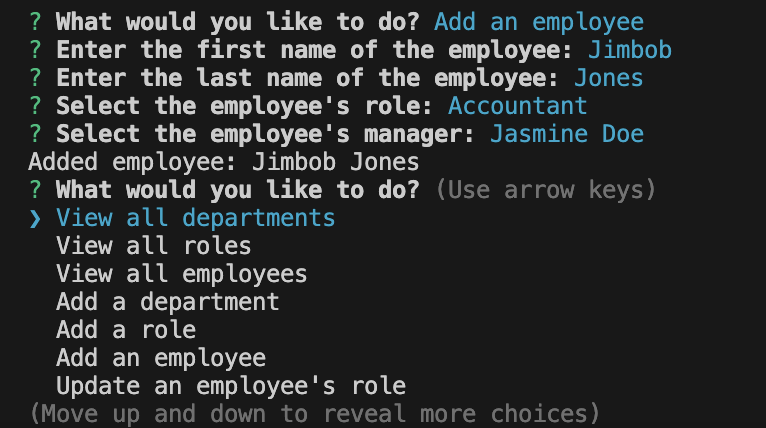 ? What would you like to do? Add an employee
? Enter the first name of the employee: Jimbob
? Enter the last name of the employee: Jones
? Select the employee's role: Accountant
? Select the employee's manager: Jasmine Doe
Added employee: Jimbob Jones
? What would you like to do? (Use arrow keys)
❯ View all departments
  View all roles
  View all employees
  Add a department
  Add a role
  Add an employee
  Update an employee's role
(Move up and down to reveal more choices)